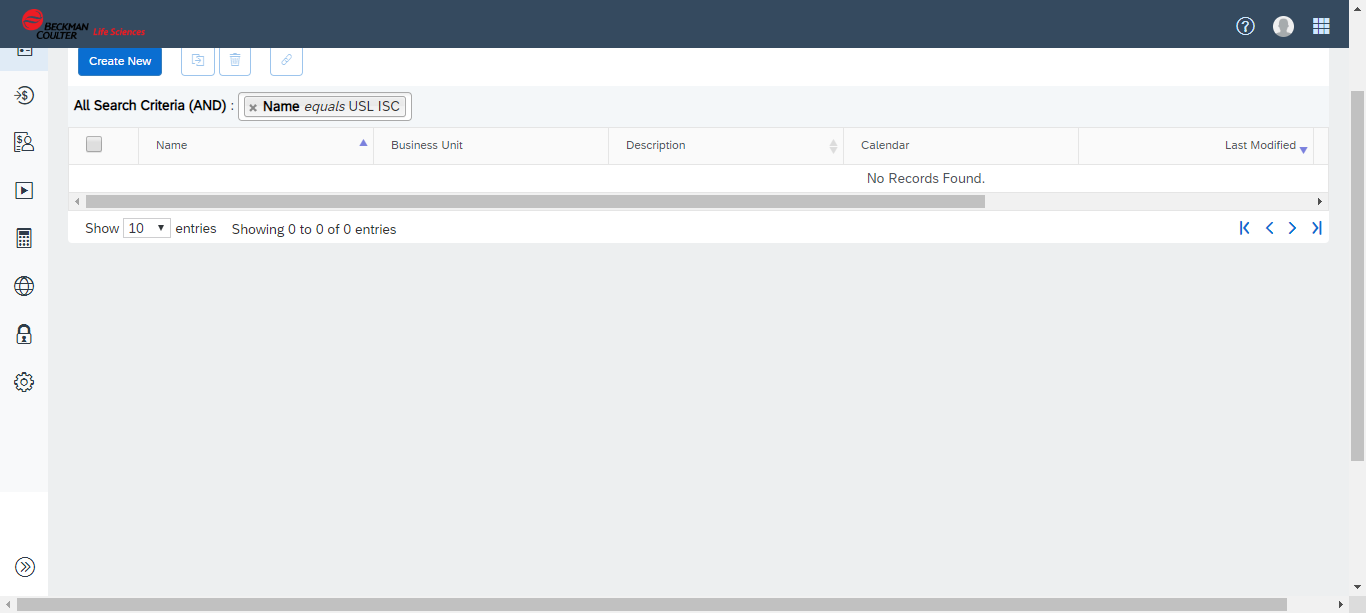 BECKMAN
COULTER Life Sciences
Create New
All Search Criteria (AND) : × Name equals USL ISC
Name Business Unit Description Calendar Last Modified
No Records Found.
Show 10 entries Showing 0 to 0 of 0 entries